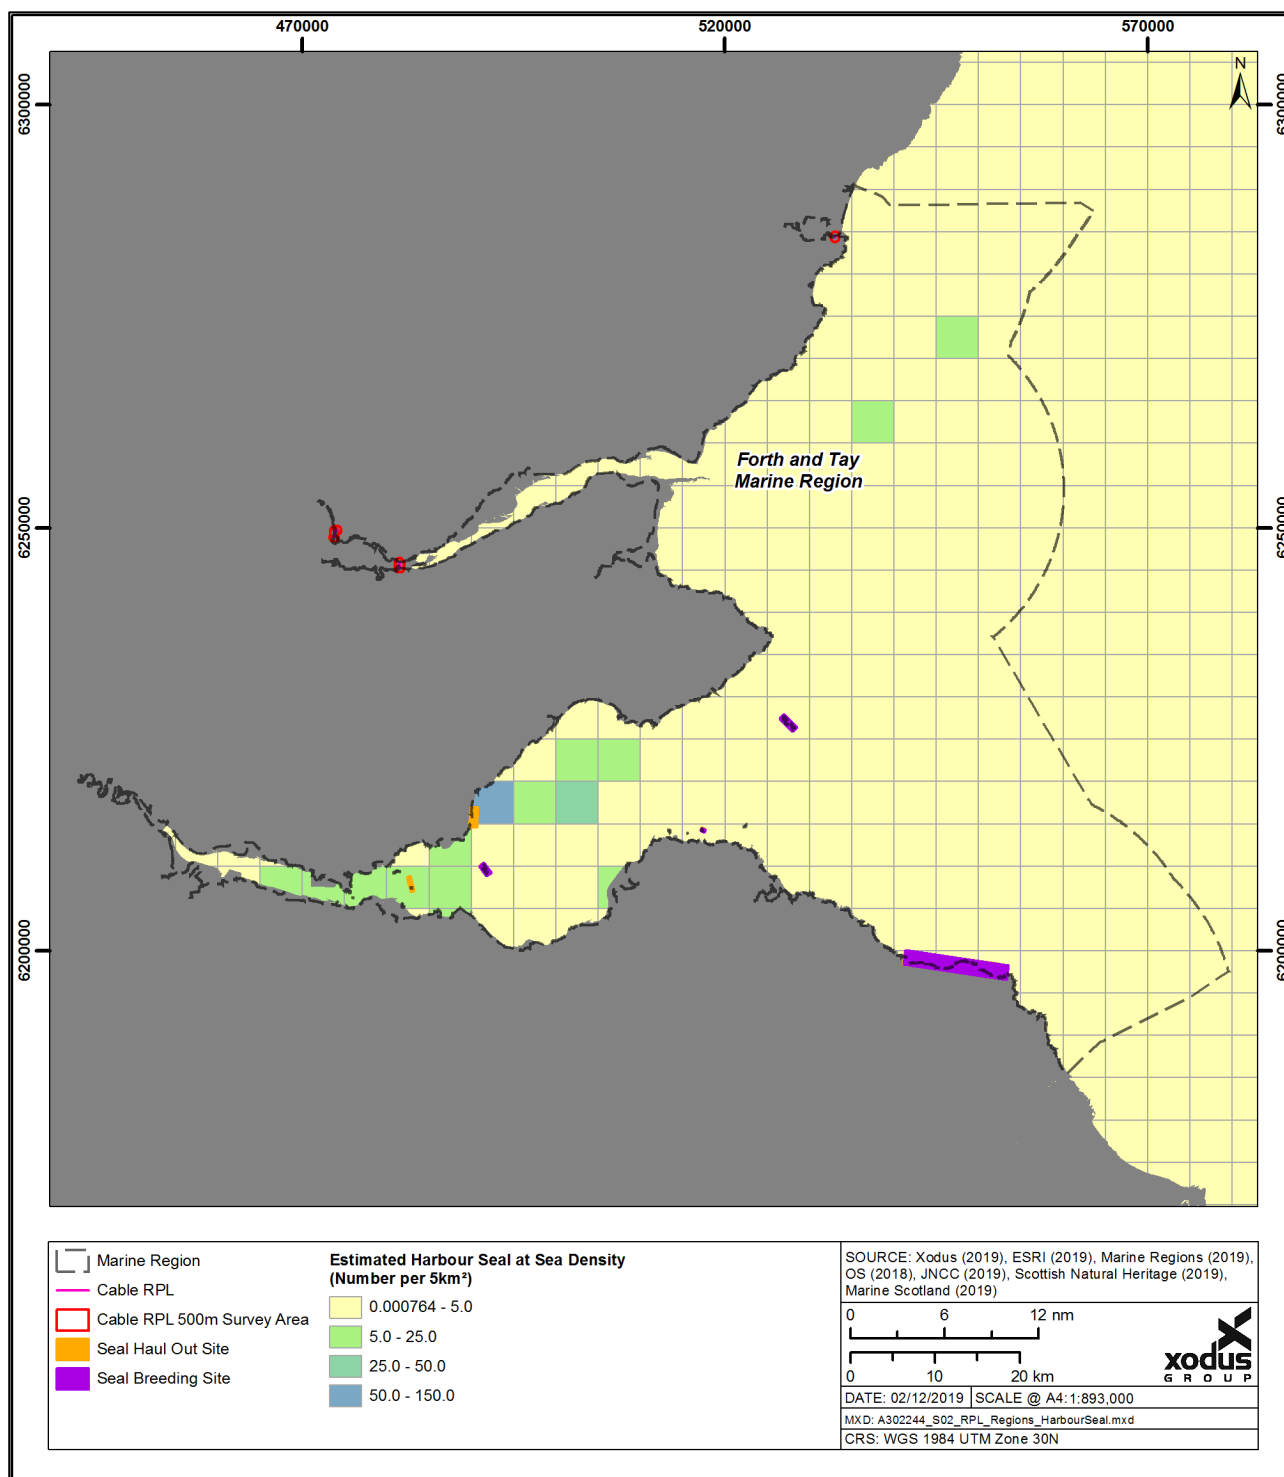 470000
520000
570000
6300000
6300000
N
Forth and Tay
Marine Region
6250000
6250000
6200000
6200000
Marine Region
Cable RPL
Cable RPL 500m Survey Area
Seal Haul Out Site
Seal Breeding Site
Estimated Harbour Seal at Sea Density
(Number per 5km²)
0.000764 - 5.0
5.0 - 25.0
25.0 - 50.0
50.0 - 150.0
SOURCE: Xodus (2019), ESRI (2019), Marine Regions (2019),
OS (2018), JNCC (2019), Scottish Natural Heritage (2019),
Marine Scotland (2019)
0 6 12 nm
0 10 20 km
xodus
GROUP
DATE: 02/12/2019 SCALE @ A4:1:893,000
MXD: A302244_S02_RPL_Regions_HarbourSeal.mxd
CRS: WGS 1984 UTM Zone 30N